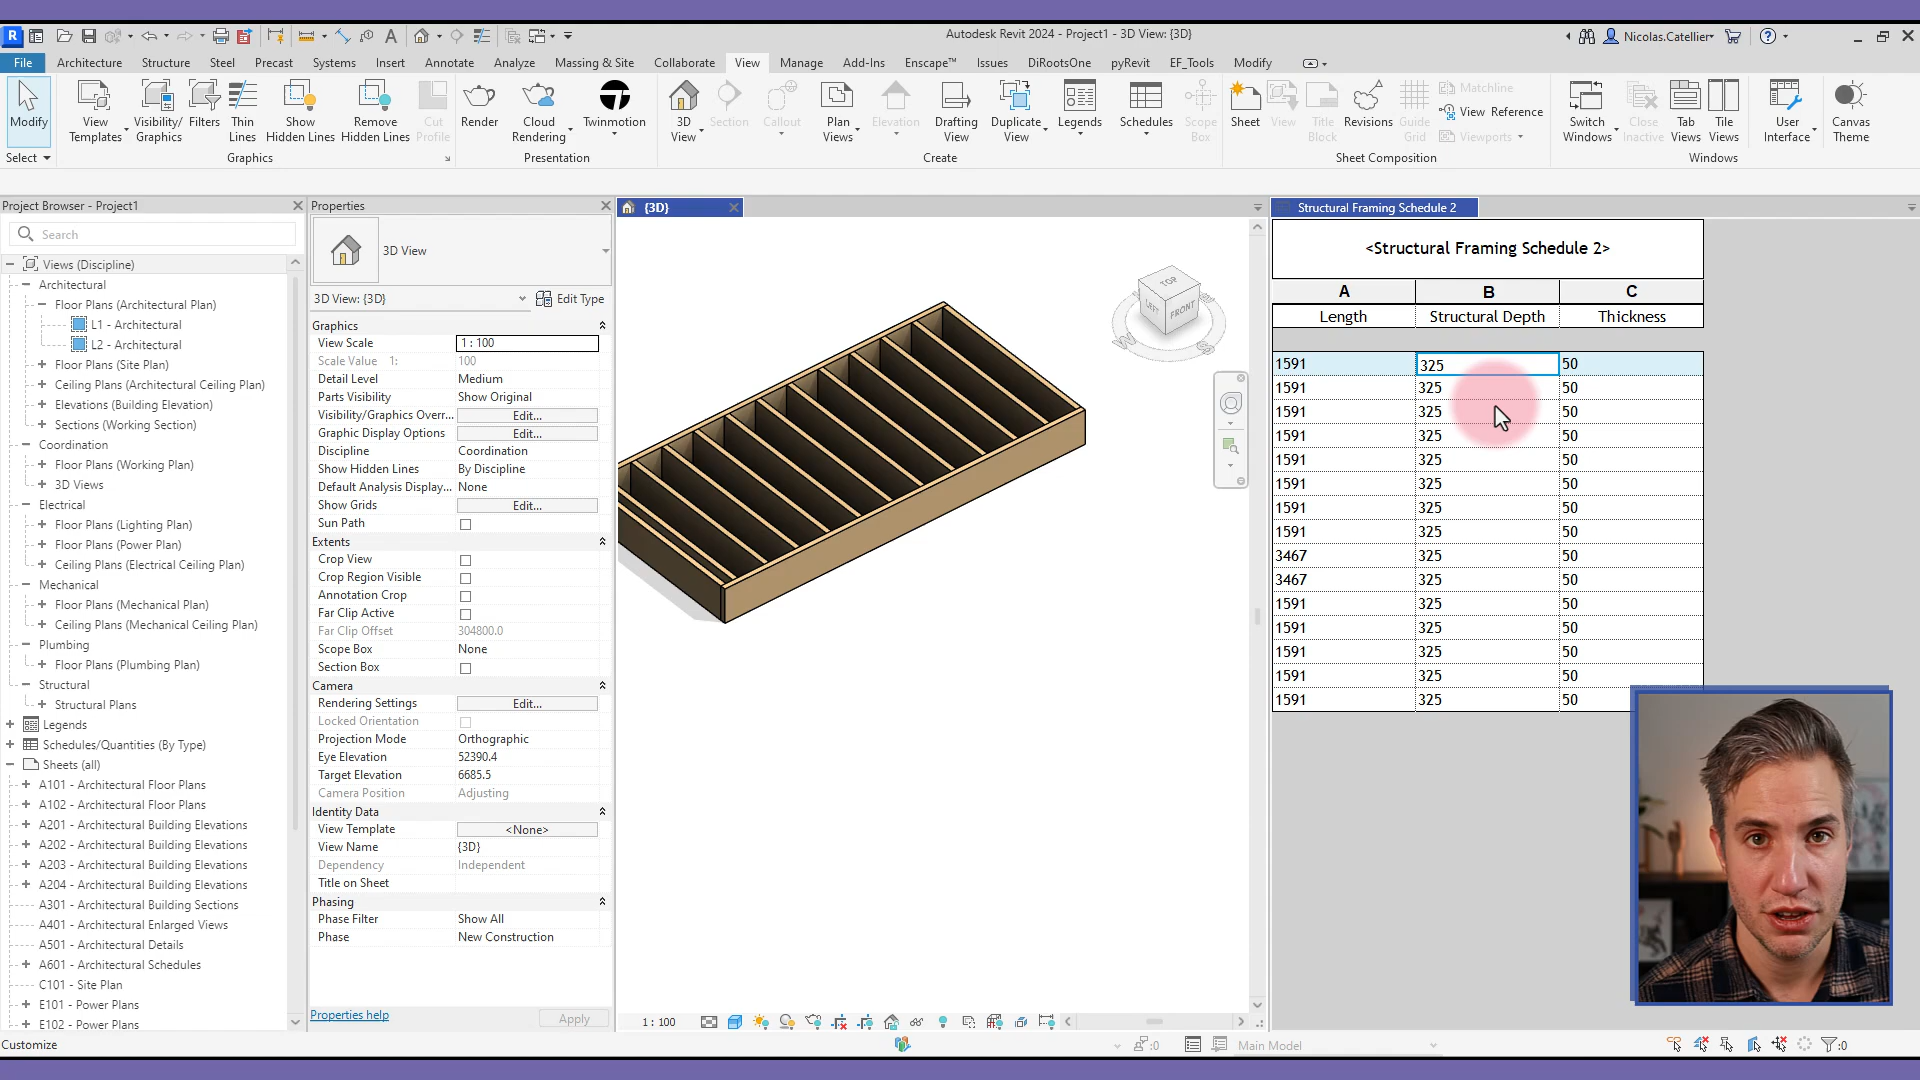 Autodesk Revit 2024 - Project1 - 3D View: {3D}
Nicolas.Catellier
File Architecture Structure Steel Precast Systems Insert Annotate Analyze Massing & Site Collaborate View Manage Add-Ins Enscape™ Issues DiRootsOne pyRevit EF_Tools Modify
Modify
View Templates
Visibility/ Graphics
Filters
Thin Lines
Show Hidden Lines
Remove Hidden Lines
Cut Profile
Render
Cloud Rendering
Twinmotion
3D View
Section
Callout
Plan Views
Elevation
Drafting View
Duplicate View
Legends
Schedules
Scope Box
Sheet
View
Title Block
Revisions
Guide Grid
Matchline
View Reference
Viewports
Switch Windows
Close Inactive
Tab Views
Tile Views
User Interface
Canvas Theme
Select Graphics Presentation Create Sheet Composition Windows
Project Browser - Project1
Search
Views (Discipline)
Architectural
Floor Plans (Architectural Plan)
L1 - Architectural
L2 - Architectural
Floor Plans (Site Plan)
Ceiling Plans (Architectural Ceiling Plan)
Elevations (Building Elevation)
Sections (Working Section)
Coordination
Floor Plans (Working Plan)
3D Views
Electrical
Floor Plans (Lighting Plan)
Floor Plans (Power Plan)
Ceiling Plans (Electrical Ceiling Plan)
Mechanical
Floor Plans (Mechanical Plan)
Ceiling Plans (Mechanical Ceiling Plan)
Plumbing
Floor Plans (Plumbing Plan)
Structural
Structural Plans
Legends
Schedules/Quantities (By Type)
Sheets (all)
A101 - Architectural Floor Plans
A102 - Architectural Floor Plans
A201 - Architectural Building Elevations
A202 - Architectural Building Elevations
A203 - Architectural Building Elevations
A204 - Architectural Building Elevations
A301 - Architectural Building Sections
A401 - Architectural Enlarged Views
A501 - Architectural Details
A601 - Architectural Schedules
C101 - Site Plan
E101 - Power Plans
E102 - Power Plans
Customize
Properties
3D View
3D View: {3D} Edit Type
Graphics
View Scale 1 : 100
Scale Value 1: 100
Detail Level Medium
Parts Visibility Show Original
Visibility/Graphics Overr... Edit...
Graphic Display Options Edit...
Discipline Coordination
Show Hidden Lines By Discipline
Default Analysis Display... None
Show Grids Edit...
Sun Path
Extents
Crop View
Crop Region Visible
Annotation Crop
Far Clip Active
Far Clip Offset 304800.0
Scope Box None
Section Box
Camera
Rendering Settings Edit...
Locked Orientation
Projection Mode Orthographic
Eye Elevation 52390.4
Target Elevation 6685.5
Camera Position Adjusting
Identity Data
View Template <None>
View Name {3D}
Dependency Independent
Title on Sheet
Phasing
Phase Filter Show All
Phase New Construction
Properties help Apply
{3D}
TOP
LEFT FRONT
W S
1 : 100
:0 Main Model :0
Structural Framing Schedule 2
<Structural Framing Schedule 2>
A B C
Length Structural Depth Thickness
1591 325 50
1591 325 50
1591 325 50
1591 325 50
1591 325 50
1591 325 50
1591 325 50
1591 325 50
3467 325 50
3467 325 50
1591 325 50
1591 325 50
1591 325 50
1591 325 50
1591 325 50